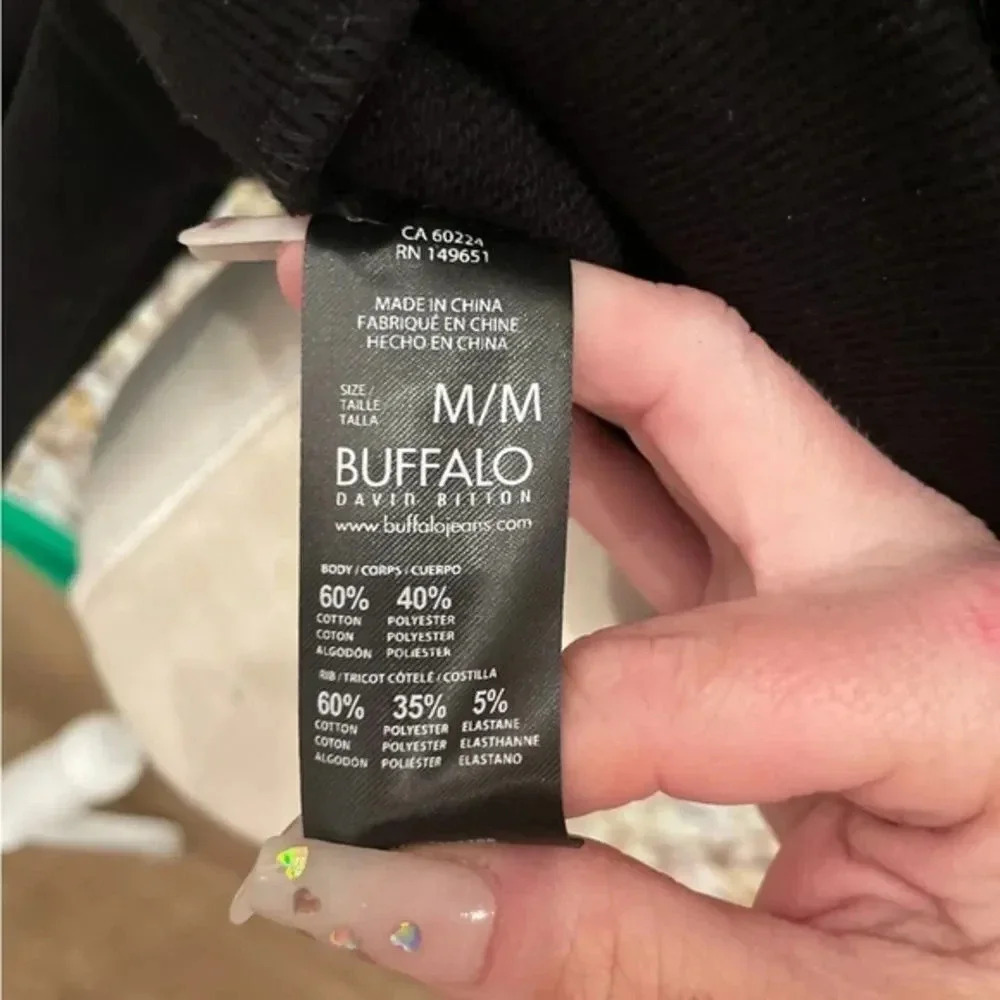 CA 60224
RN 149651
MADE IN CHINA
FABRIQUÉ EN CHINE
HECHO EN CHINA
SIZE / TAILLE TALLA M/M
BUFFALO
DAVID BITTON
www.buffalojeans.com
BODY / CORPS / CUERPO
60% 40%
COTTON POLYESTER
COTON POLYESTER
ALGODÓN POLIESTER
RIB / TRICOT CÔTELÉ / COSTILLA
60% 35% 5%
COTTON POLYESTER ELASTANE
COTON POLYESTER ELASTHANNE
ALGODÓN POLIÉSTER ELASTANO